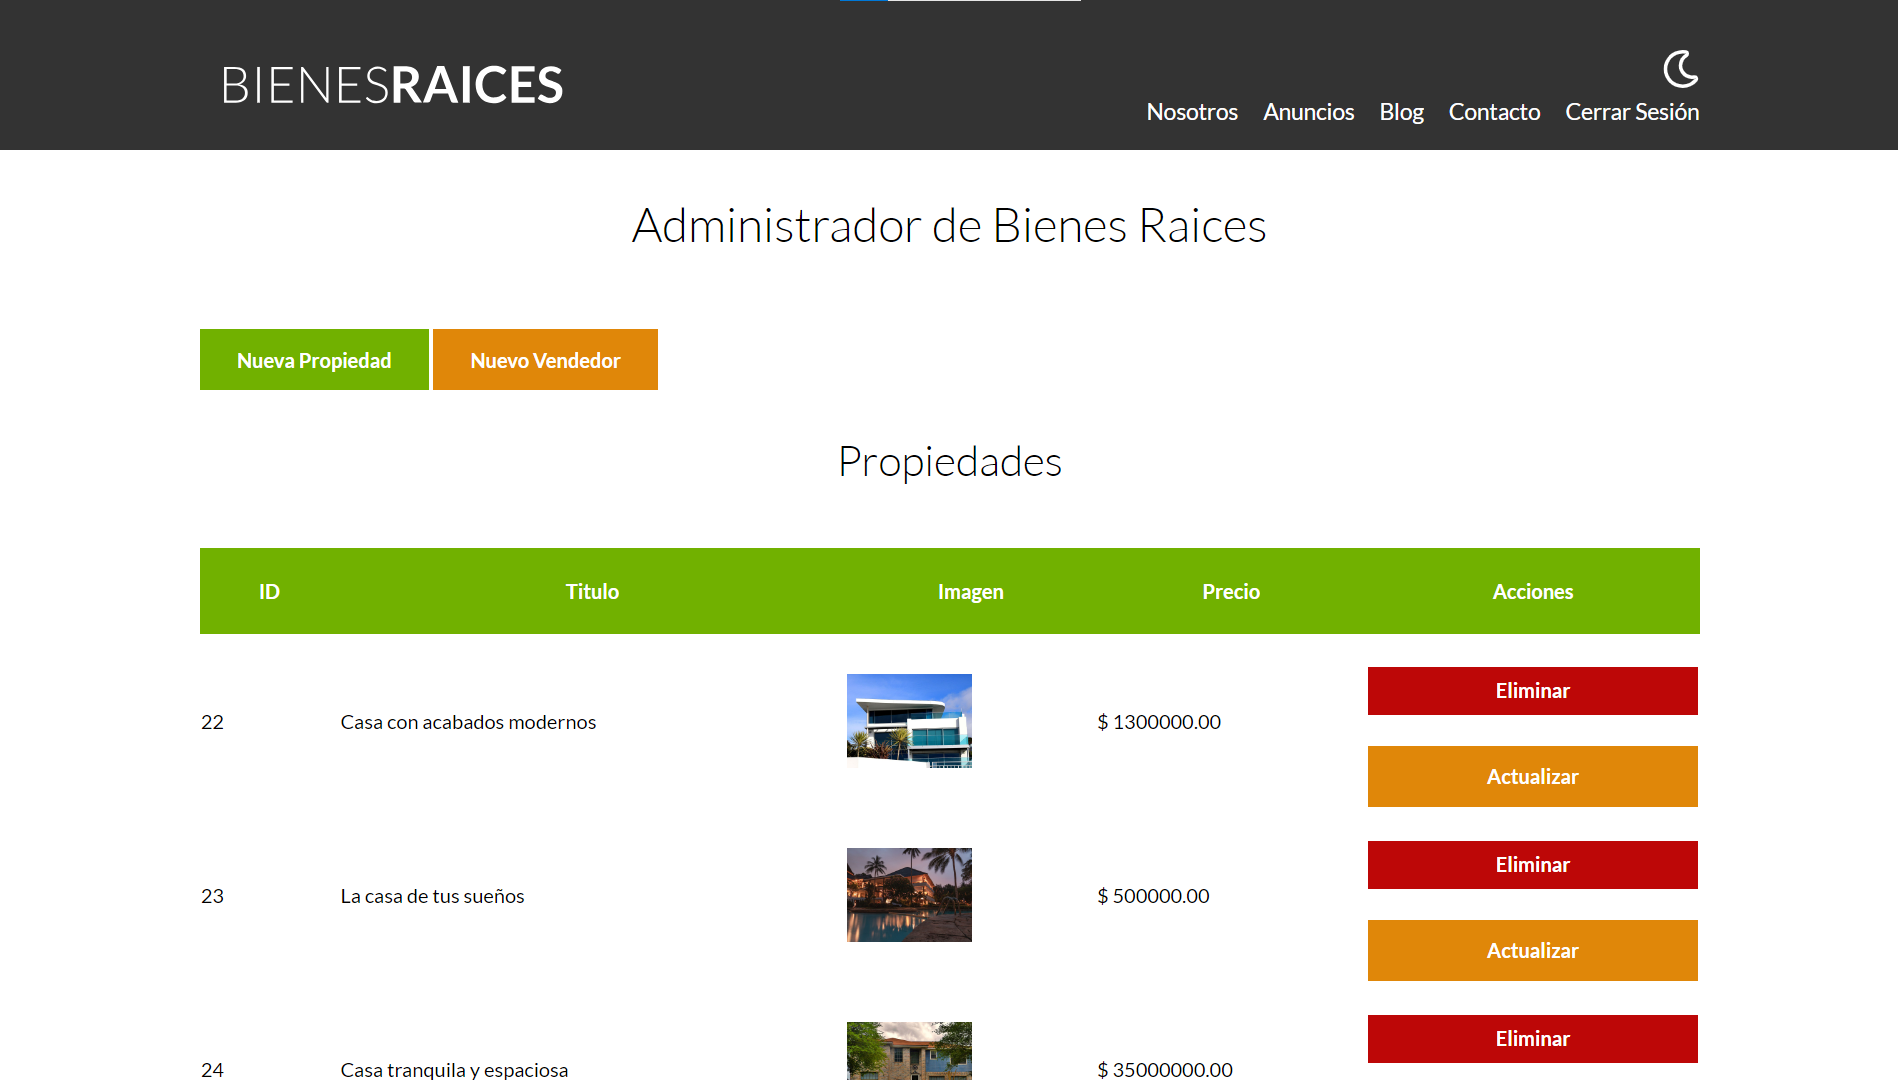 BIENESRAICES
Nosotros Anuncios Blog Contacto Cerrar Sesión
Administrador de Bienes Raices
Nueva Propiedad Nuevo Vendedor
Propiedades
ID Titulo Imagen Precio Acciones
22 Casa con acabados modernos $ 1300000.00 Eliminar
Actualizar
23 La casa de tus sueños $ 500000.00 Eliminar
Actualizar
24 Casa tranquila y espaciosa $ 35000000.00 Eliminar